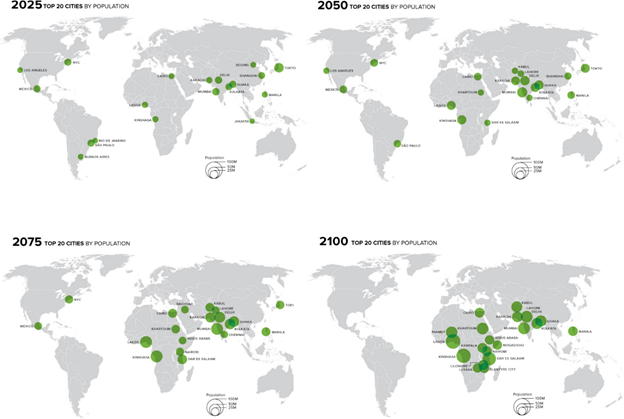 2025 TOP 20 CITIES BY POPULATION
LOS ANGELES
NYC
MEXICO
CAIRO
BEIJING
TOKYO
SHANGHAI
DELHI
KARACHI
DHAKA
MUMBAI
KOLKATA
MANILA
LAGOS
KINSHASA
JAKARTA
RIO DE JANEIRO
SÃO PAULO
BUENOS AIRES
Population
100M
50M
25M
2050 TOP 20 CITIES BY POPULATION
LOS ANGELES
NYC
MEXICO
KABUL
LAHORE
DELHI
TOKYO
SHANGHAI
CAIRO
KARACHI
DHAKA
KHARTOUM
MUMBAI
KOLKATA
MANILA
CHENNAI
LAGOS
KINSHASA
DAR ES SALAAM
SÃO PAULO
Population
100M
50M
25M
2075 TOP 20 CITIES BY POPULATION
NYC
MEXICO
BAGHDAD
KABUL
LAHORE
DELHI
CAIRO
KARACHI
DHAKA
KHARTOUM
MUMBAI
KOLKATA
MANILA
CHENNAI
ADDIS ABABA
LAGOS
NAIROBI
KINSHASA
DAR ES SALAAM
Population
100M
50M
25M
2100 TOP 20 CITIES BY POPULATION
KABUL
LAHORE
DELHI
CAIRO
KARACHI
DHAKA
NIAMEY
KHARTOUM
MUMBAI
KOLKATA
MANILA
ADDIS ABABA
LAGOS
MOGADISHU
KAMPALA
NAIROBI
KINSHASA
DAR ES SALAAM
LILONGWE
LUSAKA
BLANTYRE CITY
Population
100M
50M
25M